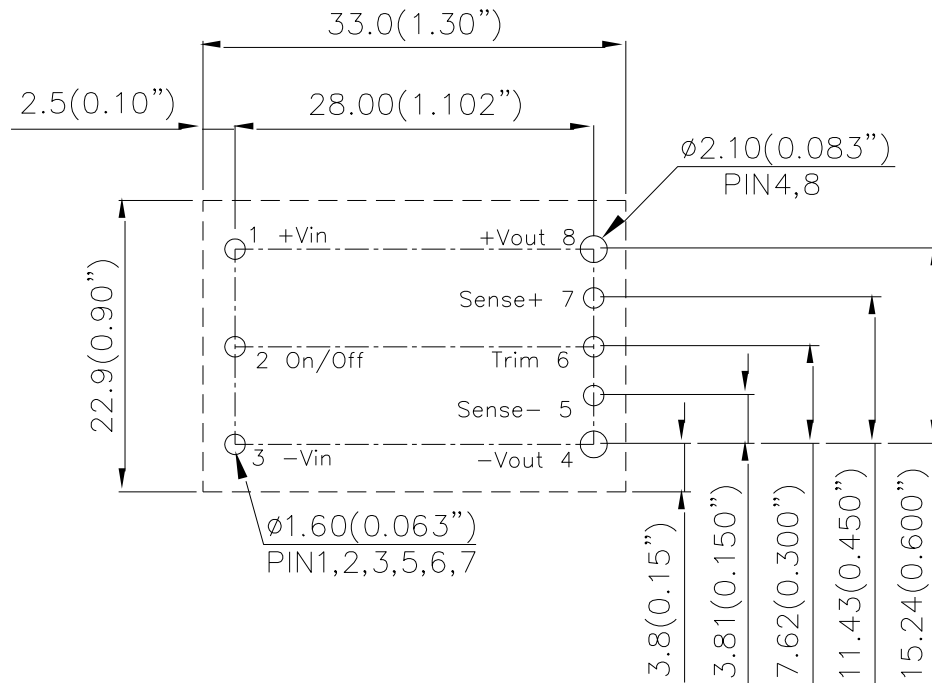 33.0(1.30”)
2.5(0.10”)
28.00(1.102”)
ø2.10(0.083”)
PIN4,8
22.9(0.90”)
1 +Vin
+Vout 8
Sense+ 7
2 On/Off
Trim 6
Sense− 5
3 −Vin
−Vout 4
ø1.60(0.063”)
PIN1,2,3,5,6,7
3.8(0.15”)
3.81(0.150”)
7.62(0.300”)
11.43(0.450”)
15.24(0.600”)